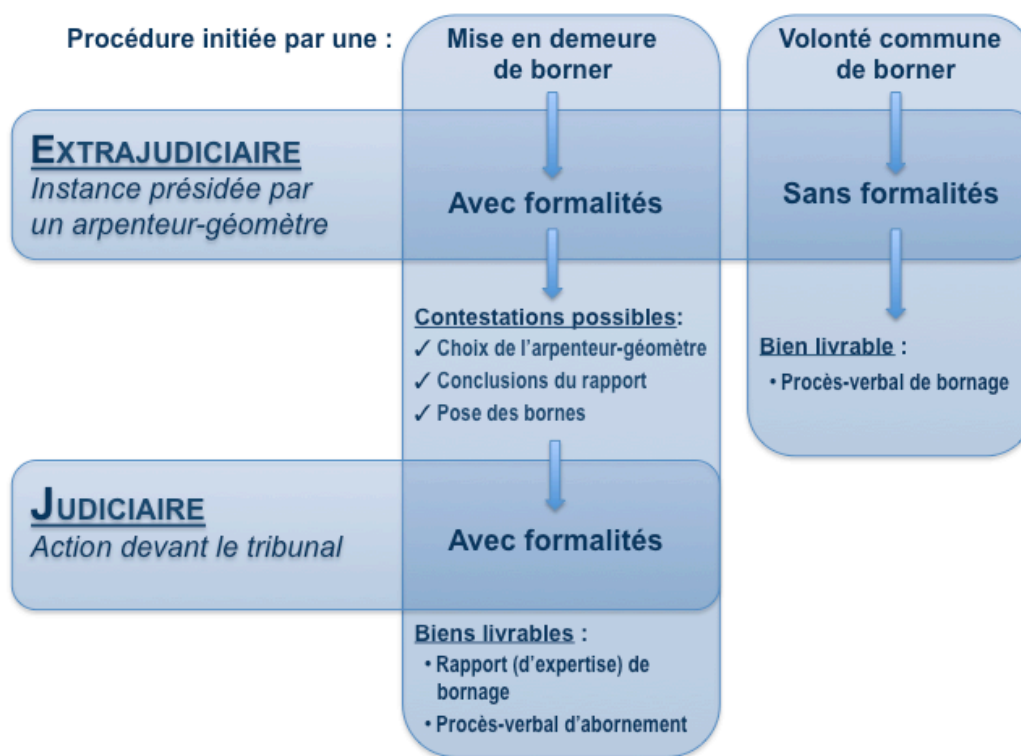 Procédure initiée par une :
Mise en demeure
de borner
Volonté commune
de borner
EXTRAJUDICIAIRE
Instance présidée par
un arpenteur-géomètre
Avec formalités
Sans formalités
Contestations possibles:
✓ Choix de l'arpenteur-géomètre
✓ Conclusions du rapport
✓ Pose des bornes
Bien livrable :
• Procès-verbal de bornage
JUDICIAIRE
Action devant le tribunal
Avec formalités
Biens livrables :
• Rapport (d'expertise) de
bornage
• Procès-verbal d'abornement